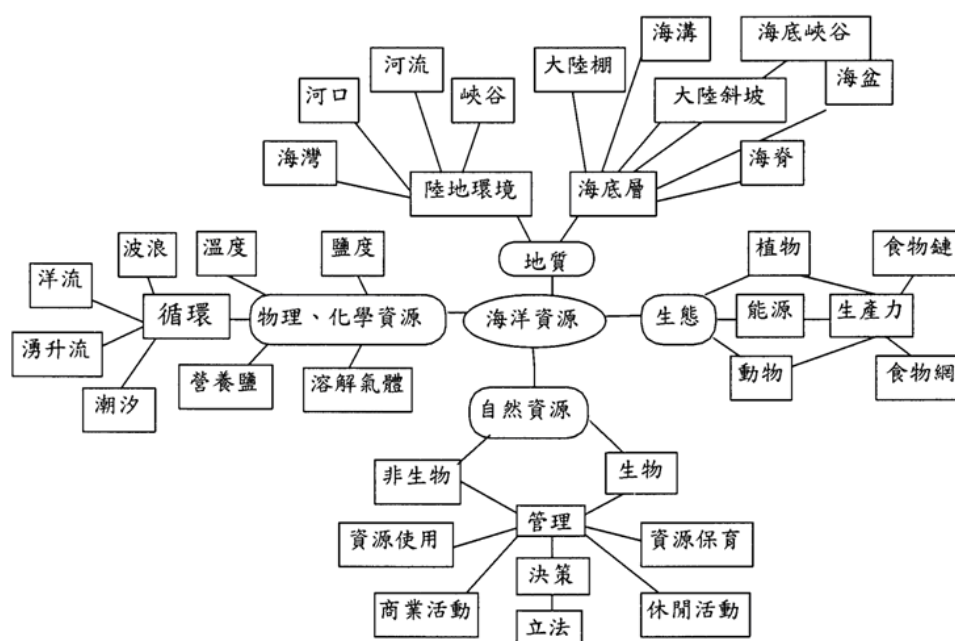 海溝
海底峽谷
河流
大陸棚
海盆
河口
峽谷
大陸斜坡
海灣
陸地環境
海底層
海脊
波浪
溫度
鹽度
地質
植物
食物鏈
洋流
循環
物理、化學資源
海洋資源
生態
能源
生產力
湧升流
營養鹽
溶解氣體
動物
食物網
潮汐
自然資源
非生物
生物
管理
資源使用
資源保育
決策
商業活動
休閒活動
立法